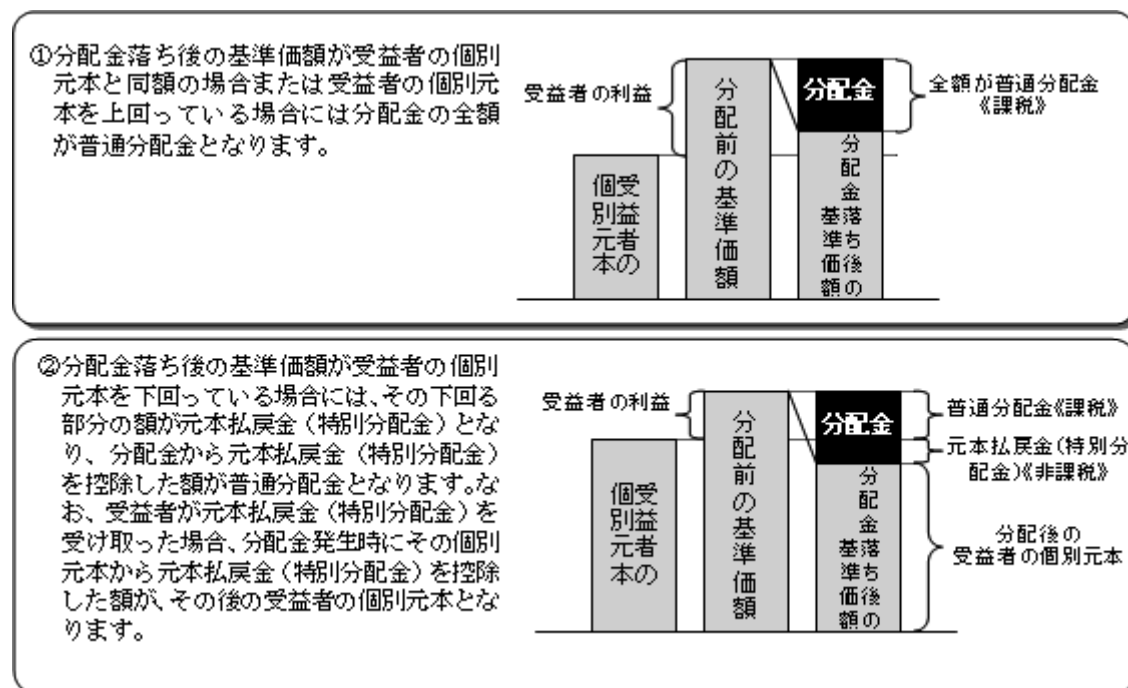 ①分配金落ち後の基準価額が受益者の個別
元本と同額の場合または受益者の個別元
本を上回っている場合には分配金の全額
が普通分配金となります。
受益者の利益
受益者の
個別元本
分配前の基準価額
分配金
分配金落ち後の
基準価額
全額が普通分配金
《課税》
②分配金落ち後の基準価額が受益者の個別
元本を下回っている場合には、その下回る
部分の額が元本払戻金(特別分配金)とな
り、分配金から元本払戻金(特別分配金)
を控除した額が普通分配金となります。な
お、受益者が元本払戻金(特別分配金)を
受け取った場合、分配金発生時にその個別
元本から元本払戻金(特別分配金)を控除
した額が、その後の受益者の個別元本とな
ります。
受益者の利益
受益者の
個別元本
分配前の基準価額
分配金
分配金落ち後の
基準価額
普通分配金《課税》
元本払戻金(特別分
配金)《非課税》
分配後の
受益者の個別元本